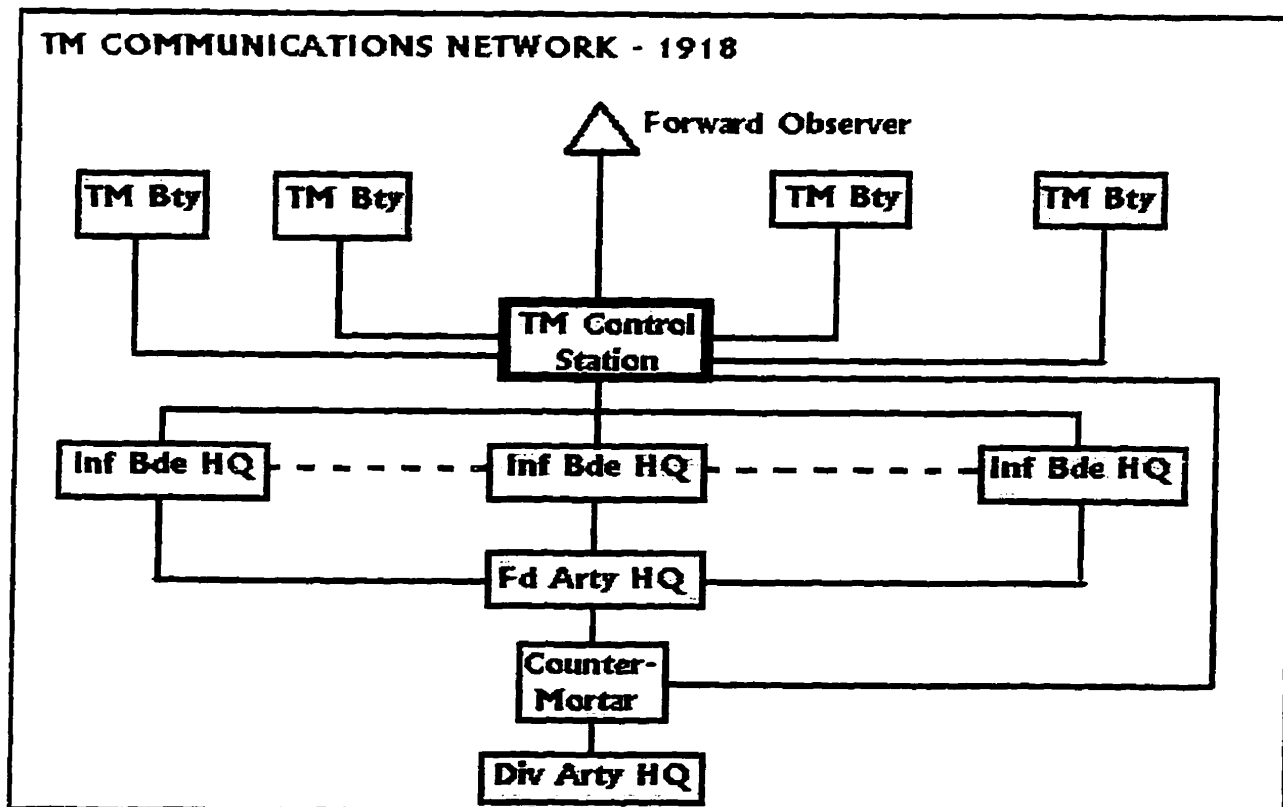 TM COMMUNICATIONS NETWORK - 1918
Forward Observer
TM Bty
TM Bty
TM Bty
TM Bty
TM Control
Station
Inf Bde HQ
Inf Bde HQ
Inf Bde HQ
Fd Arty HQ
Counter-
Mortar
Div Arty HQ